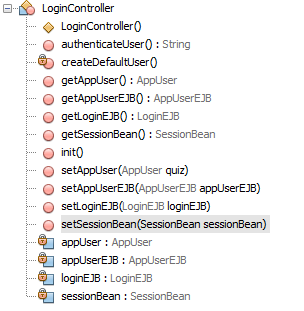 LoginController
LoginController()
authenticateUser() : String
createDefaultUser()
getAppUser() : AppUser
getAppUserEJB() : AppUserEJB
getLoginEJB() : LoginEJB
getSessionBean() : SessionBean
init()
setAppUser(AppUser quiz)
setAppUserEJB(AppUserEJB appUserEJB)
setLoginEJB(LoginEJB loginEJB)
setSessionBean(SessionBean sessionBean)
appUser : AppUser
appUserEJB : AppUserEJB
loginEJB : LoginEJB
sessionBean : SessionBean